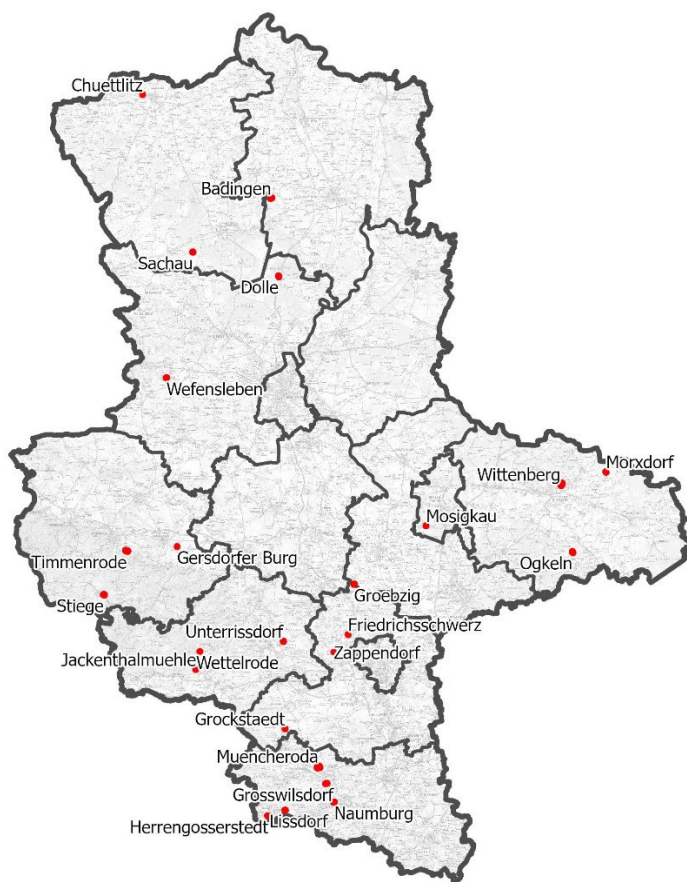 Chuettlitz
Badingen
Sachau
Dolle
Wefensleben
Morxdorf
Wittenberg
Mosigkau
Timmenrode
Gersdorfer Burg
Ogkeln
Stiege
Groebzig
Unterrissdorf
Friedrichsschwerz
Jackenthalmuehle
Wettelrode
Zappendorf
Grockstaedt
Muencheroda
Grosswilsdorf
Naumburg
Herrengosserstedt
Lissdorf